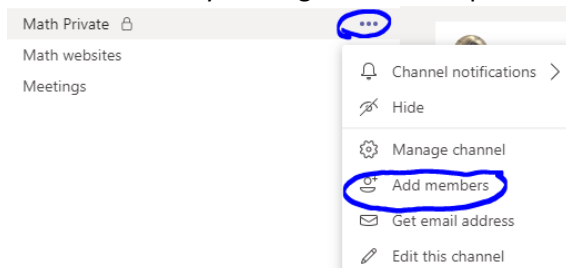 Math Private
Math websites
Meetings
Channel notifications
Hide
Manage channel
Add members
Get email address
Edit this channel